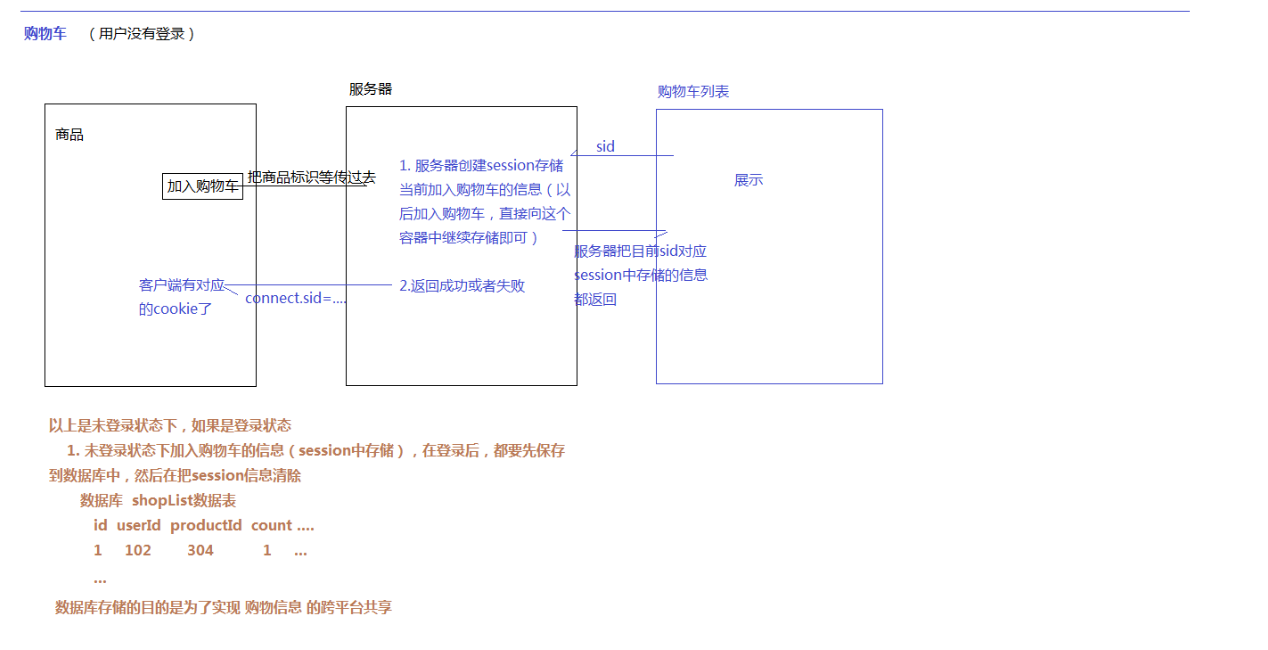 购物车 （用户没有登录）
服务器
购物车列表
商品
sid
加入购物车
把商品标识等传过去
1. 服务器创建session存储
当前加入购物车的信息（以
后加入购物车，直接向这个
容器中继续存储即可）
展示
服务器把目前sid对应
session中存储的信息
都返回
客户端有对应
的cookie了
connect.sid=....
2.返回成功或者失败
以上是未登录状态下，如果是登录状态
1. 未登录状态下加入购物车的信息（session中存储），在登录后，都要先保存
到数据库中，然后在把session信息清除
数据库 shopList数据表
id userId productId count ....
1 102 304 1 ...
...
数据库存储的目的是为了实现 购物信息 的跨平台共享